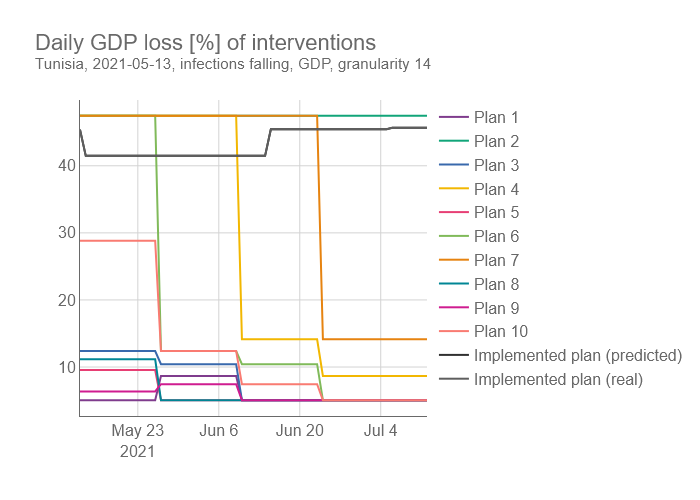 Daily GDP loss [%] of interventions
Tunisia, 2021-05-13, infections falling, GDP, granularity 14
40
30
20
10
May 23
2021
Jun 6
Jun 20
Jul 4
Plan 1
Plan 2
Plan 3
Plan 4
Plan 5
Plan 6
Plan 7
Plan 8
Plan 9
Plan 10
Implemented plan (predicted)
Implemented plan (real)